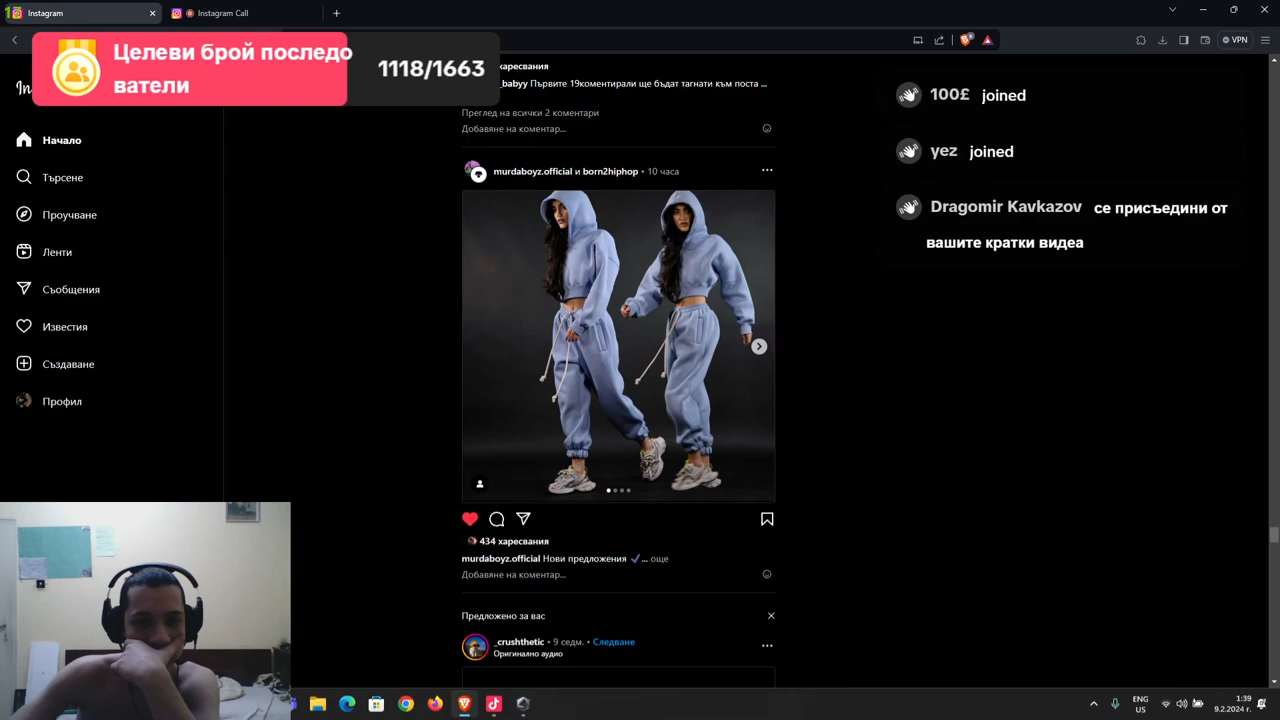 Instagram
Instagram Call
VPN
Целеви брой последо
ватели
1118/1663
харесвания
_babyy Първите 19коментирали ще бъдат тагнати към поста ...
Преглед на всички 2 коментари
Добавяне на коментар...
murdaboyz.official и born2hiphop • 10 часа
Начало
Търсене
Проучване
Ленти
Съобщения
Известия
Създаване
Профил
434 харесвания
murdaboyz.official Нови предложения ✔️... още
Добавяне на коментар...
Предложено за вас
_crushthetic • 9 седм. • Следване
Оригинално аудио
100£ joined
yez joined
Dragomir Kavkazov се присъедини от
вашите кратки видеа
ENG
US
1:39
9.2.2024 г.